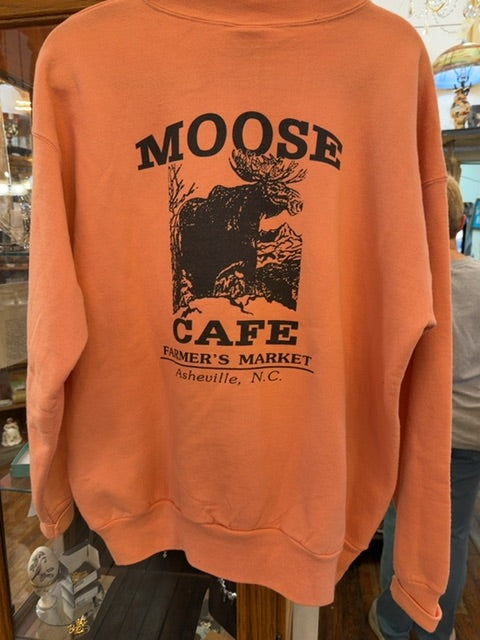 MOOSE
CAFE
FARMER'S MARKET
Asheville, N.C.